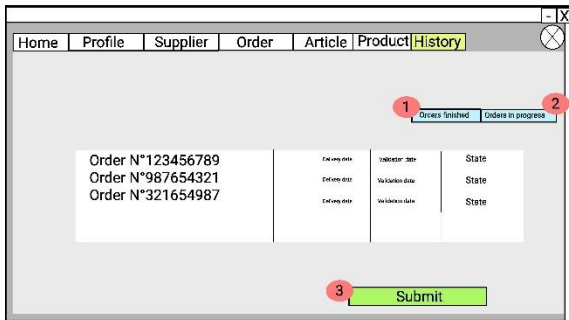 - X
Home Profile Supplier Order Article Product History
1 2
Orders finished Orders in progress
Order N°123456789 Delivery date Validation date State
Order N°987654321 Delivery date Validation date State
Order N°321654987 Delivery date Validation date State
3 Submit